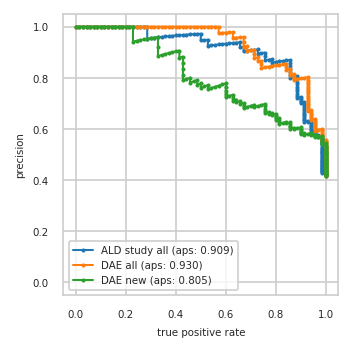 1.0
0.8
0.6
0.4
0.2
0.0
precision
ALD study all (aps: 0.909)
DAE all (aps: 0.930)
DAE new (aps: 0.805)
0.0 0.2 0.4 0.6 0.8 1.0
true positive rate